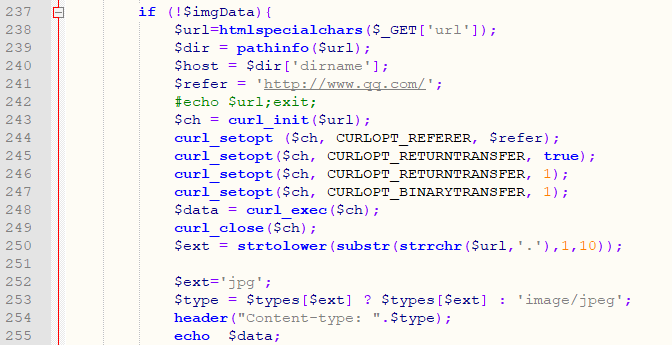 237 if (!$imgData){
238 $url=htmlspecialchars($_GET['url']);
239 $dir = pathinfo($url);
240 $host = $dir['dirname'];
241 $refer = 'http://www.qq.com/';
242 #echo $url;exit;
243 $ch = curl_init($url);
244 curl_setopt ($ch, CURLOPT_REFERER, $refer);
245 curl_setopt($ch, CURLOPT_RETURNTRANSFER, true);
246 curl_setopt($ch, CURLOPT_RETURNTRANSFER, 1);
247 curl_setopt($ch, CURLOPT_BINARYTRANSFER, 1);
248 $data = curl_exec($ch);
249 curl_close($ch);
250 $ext = strtolower(substr(strrchr($url,'.'),1,10));
251
252 $ext='jpg';
253 $type = $types[$ext] ? $types[$ext] : 'image/jpeg';
254 header("Content-type: ".$type);
255 echo  $data;